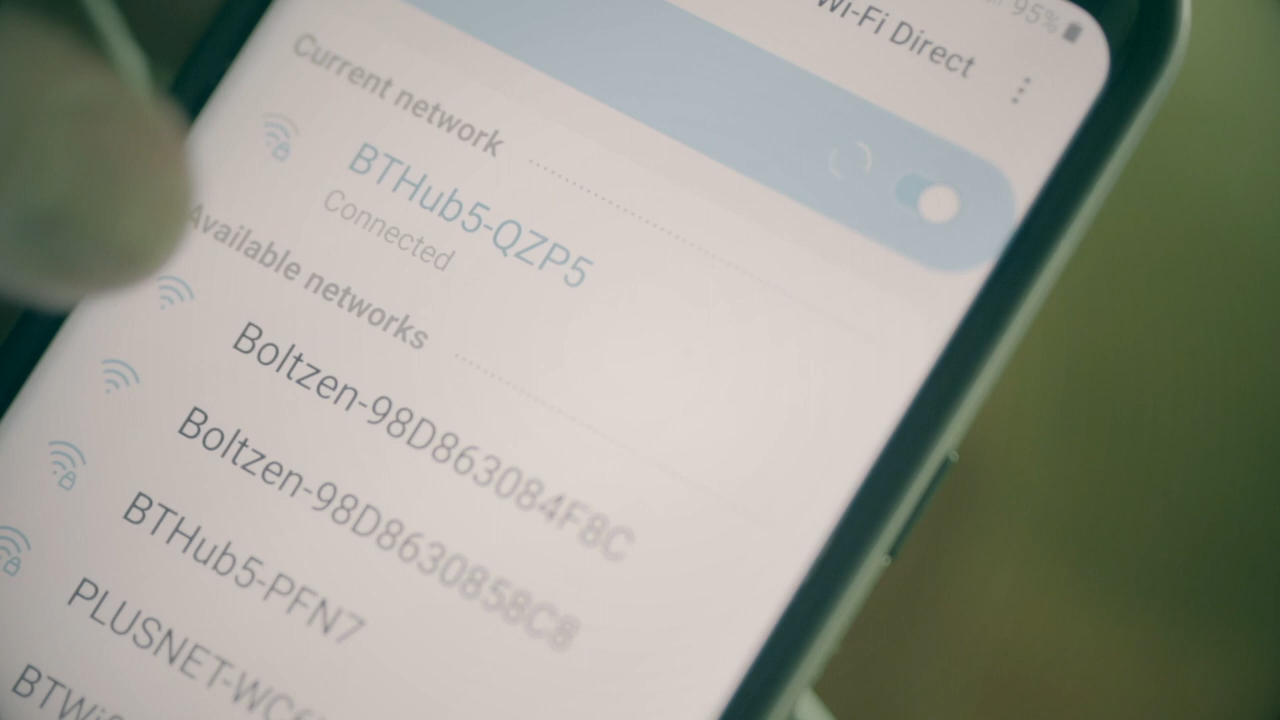 95%
Wi-Fi Direct
Current network
BTHub5-QZP5
Connected
Available networks
Boltzen-98D863084F8C
Boltzen-98D8630858C8
BTHub5-PFN7